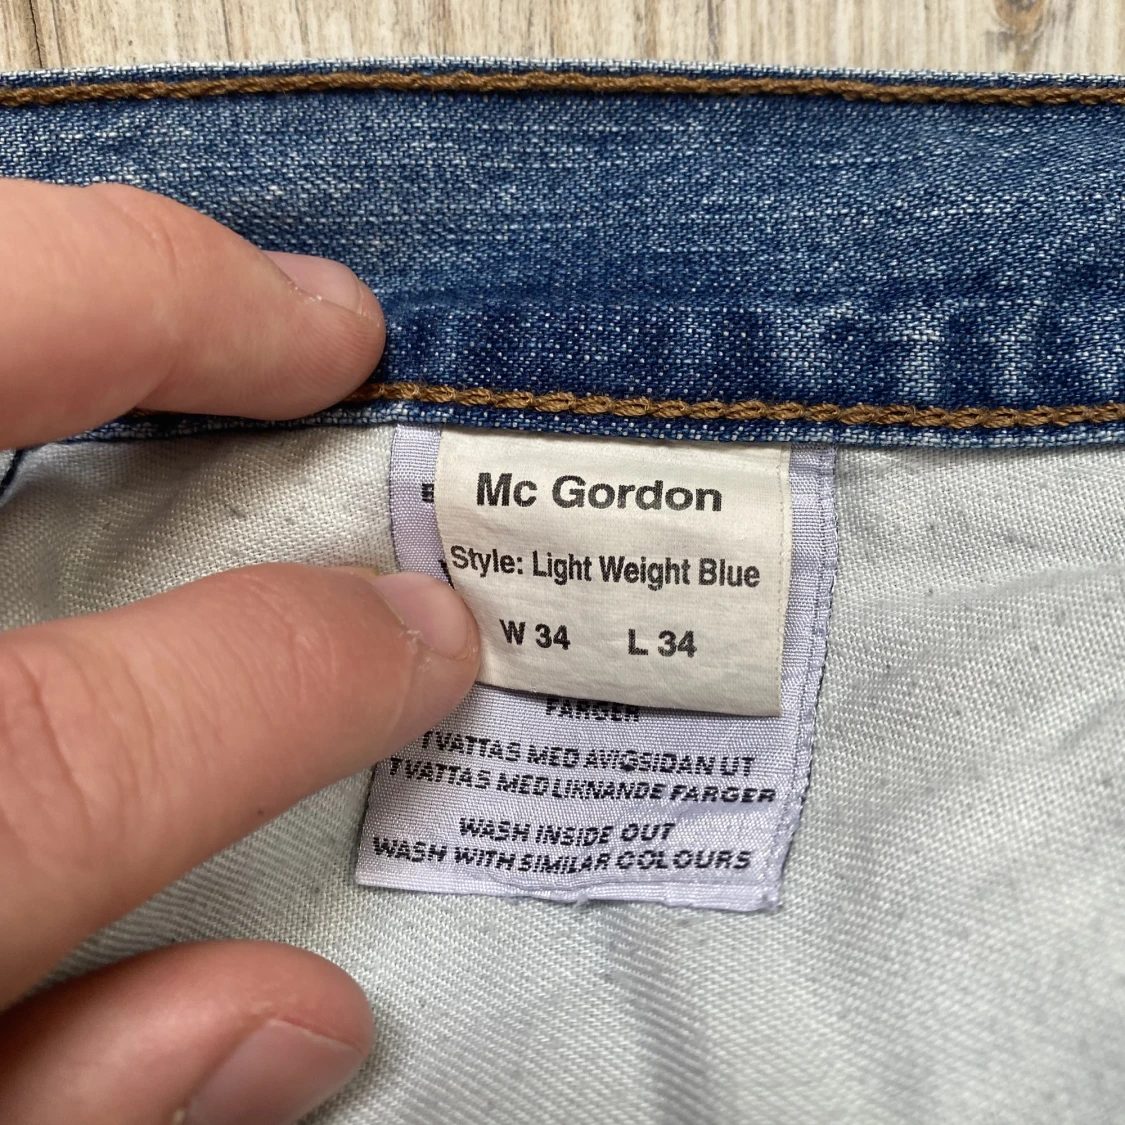 Mc Gordon
Style: Light Weight Blue
W 34 L 34
FARGER
TVATTAS MED AVIGSIDAN UT
TVATTAS MED LIKNANDE FARGER
WASH INSIDE OUT
WASH WITH SIMILAR COLOURS